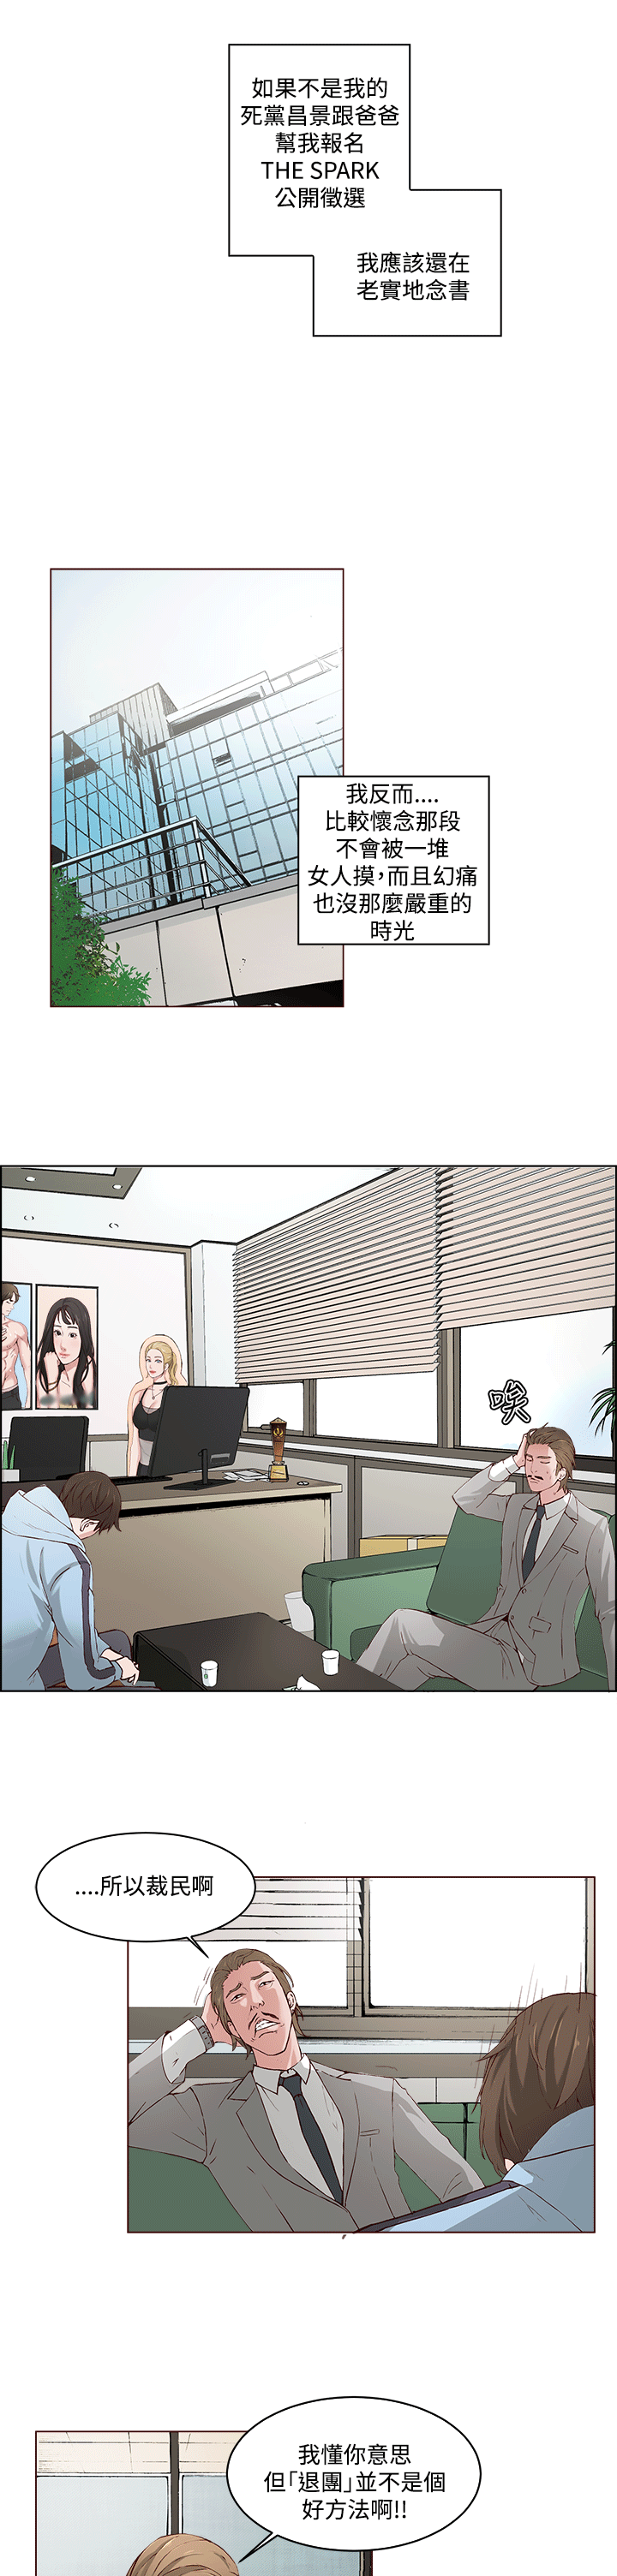 如果不是我的
死黨昌景跟爸爸
幫我報名
THE SPARK
公開徵選
我應該還在
老實地念書
我反而....
比較懷念那段
不會被一堆
女人摸,而且幻痛
也沒那麼嚴重的
時光
唉
....所以裁民啊
我懂你意思
但「退團」並不是個
好方法啊!!